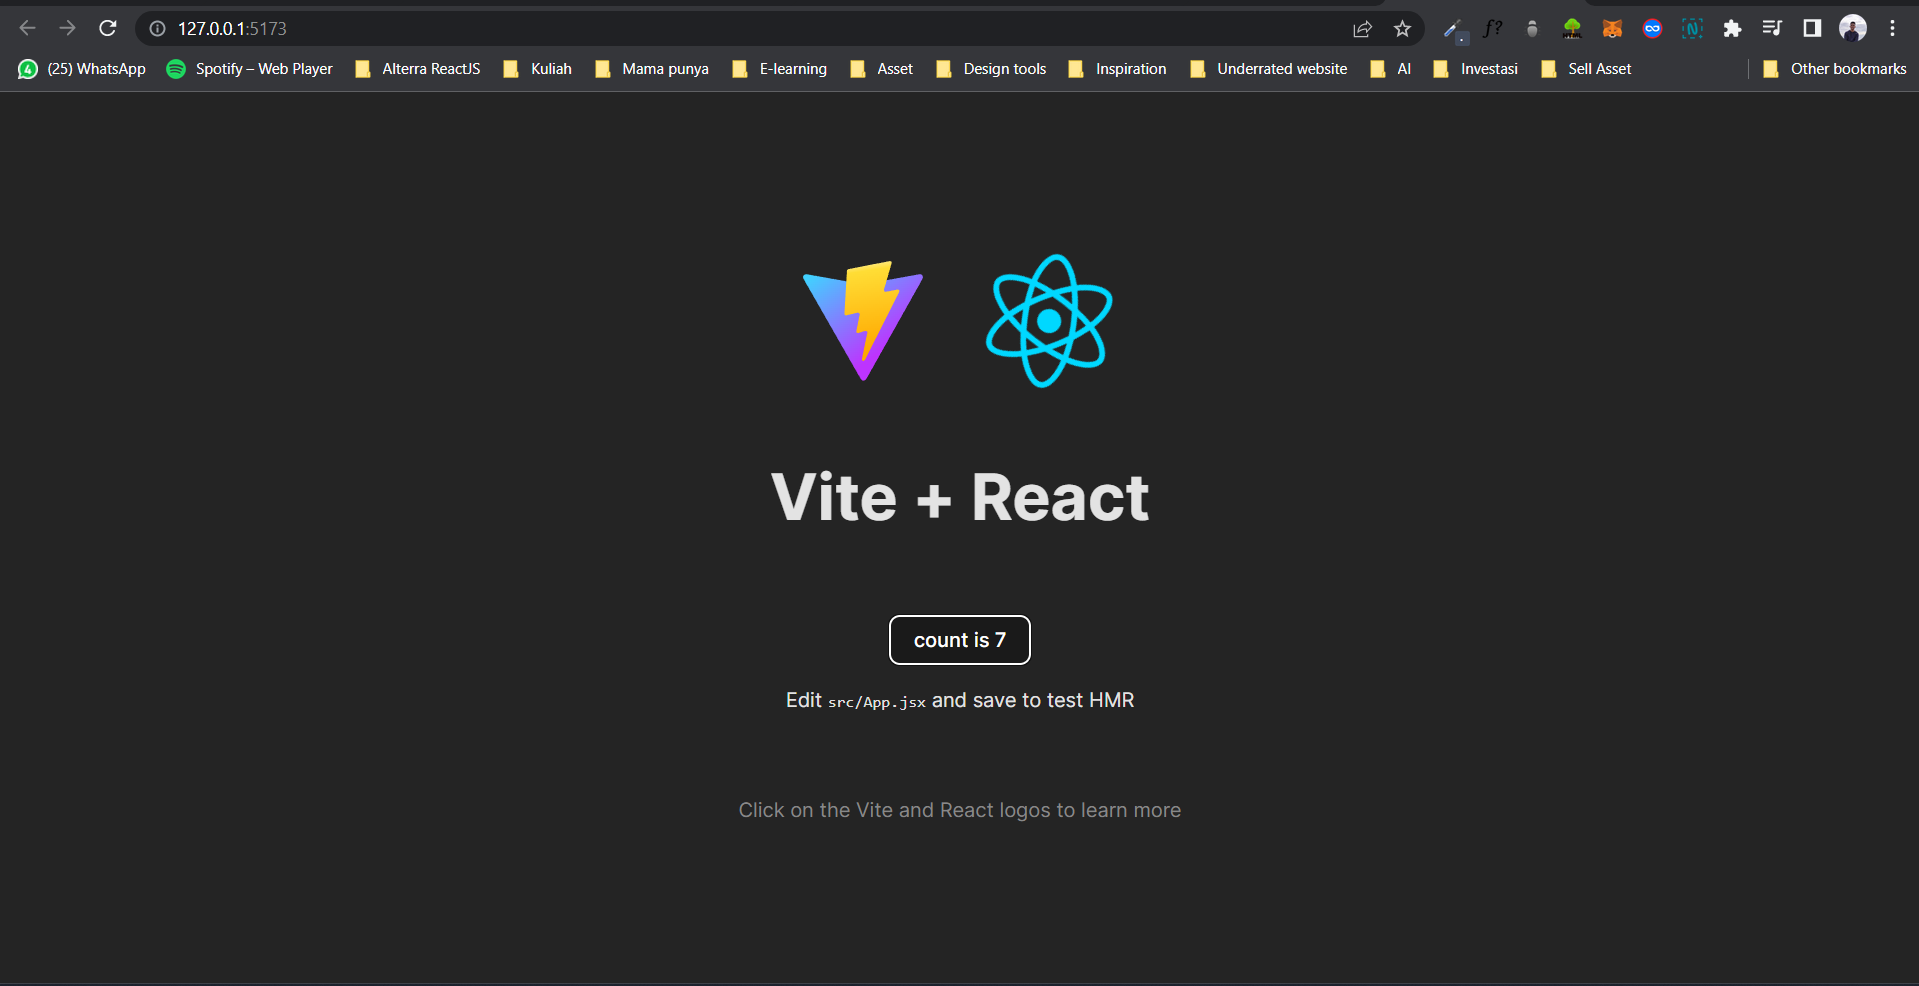 127.0.0.1:5173
f?
4 (25) WhatsApp Spotify – Web Player Alterra ReactJS Kuliah Mama punya E-learning Asset Design tools Inspiration Underrated website AI Investasi Sell Asset Other bookmarks
Vite + React
count is 7
Edit src/App.jsx and save to test HMR
Click on the Vite and React logos to learn more